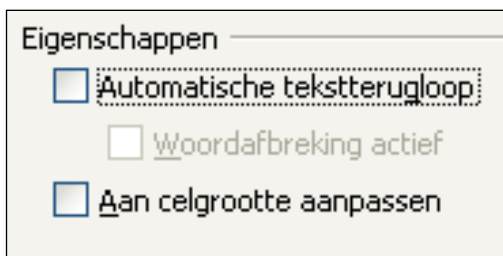 Eigenschappen
Automatische tekstterugloop
Woordafbreking actief
Aan celgrootte aanpassen